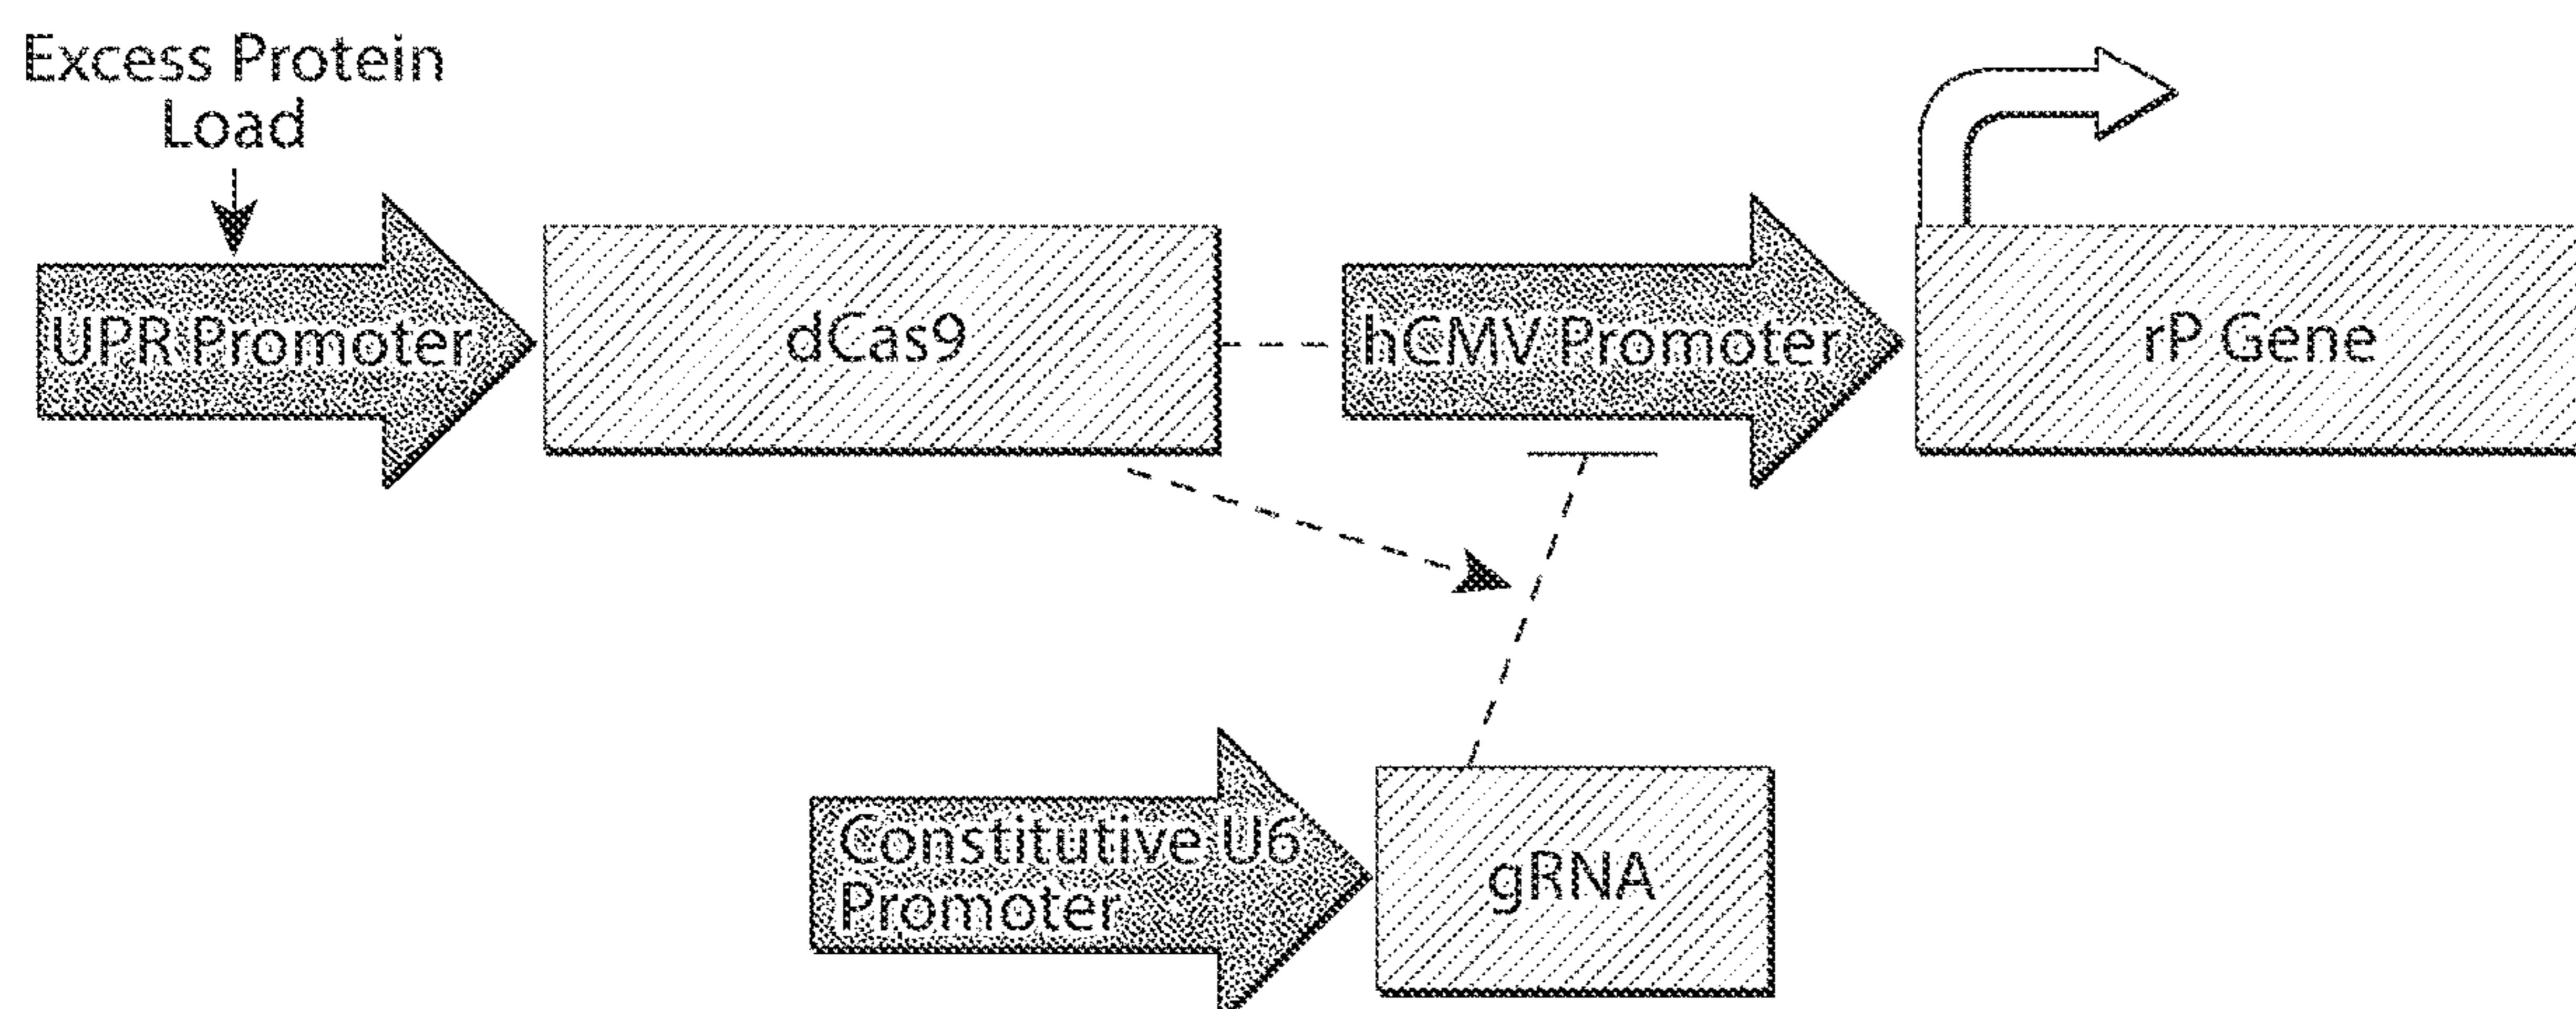 Excess Protein
Load
UPR Promoter
dCas9
hCMV Promoter
rP Gene
Constitutive U6
Promoter
gRNA